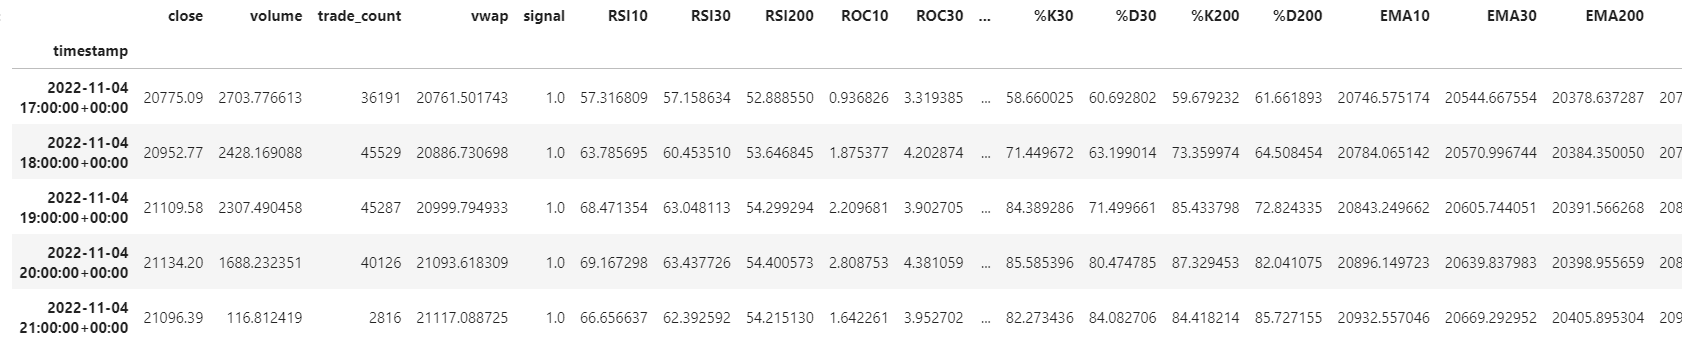 close volume trade_count vwap signal RSI10 RSI30 RSI200 ROC10 ROC30 ... %K30 %D30 %K200 %D200 EMA10 EMA30 EMA200
timestamp
2022-11-04
17:00:00+00:00 20775.09 2703.776613 36191 20761.501743 1.0 57.316809 57.158634 52.888550 0.936826 3.319385 ... 58.660025 60.692802 59.679232 61.661893 20746.575174 20544.667554 20378.637287 207
2022-11-04
18:00:00+00:00 20952.77 2428.169088 45529 20886.730698 1.0 63.785695 60.453510 53.646845 1.875377 4.202874 ... 71.449672 63.199014 73.359974 64.508454 20784.065142 20570.996744 20384.350050 207
2022-11-04
19:00:00+00:00 21109.58 2307.490458 45287 20999.794933 1.0 68.471354 63.048113 54.299294 2.209681 3.902705 ... 84.389286 71.499661 85.433798 72.824335 20843.249662 20605.744051 20391.566268 208
2022-11-04
20:00:00+00:00 21134.20 1688.232351 40126 21093.618309 1.0 69.167298 63.437726 54.400573 2.808753 4.381059 ... 85.585396 80.474785 87.329453 82.041075 20896.149723 20639.837983 20398.955659 208
2022-11-04
21:00:00+00:00 21096.39 116.812419 2816 21117.088725 1.0 66.656637 62.392592 54.215130 1.642261 3.952702 ... 82.273436 84.082706 84.418214 85.727155 20932.557046 20669.292952 20405.895304 209